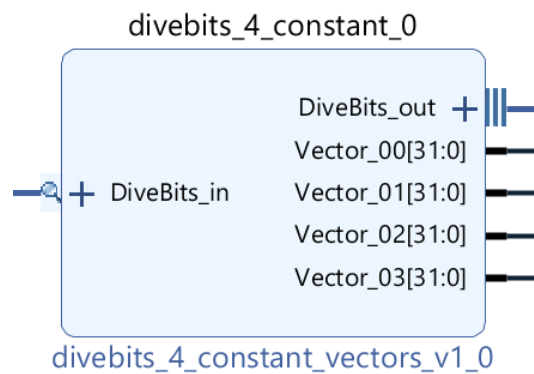 divebits_4_constant_0
DiveBits_out
Vector_00[31:0]
Vector_01[31:0]
DiveBits_in
Vector_02[31:0]
Vector_03[31:0]
divebits_4_constant_vectors_v1_0